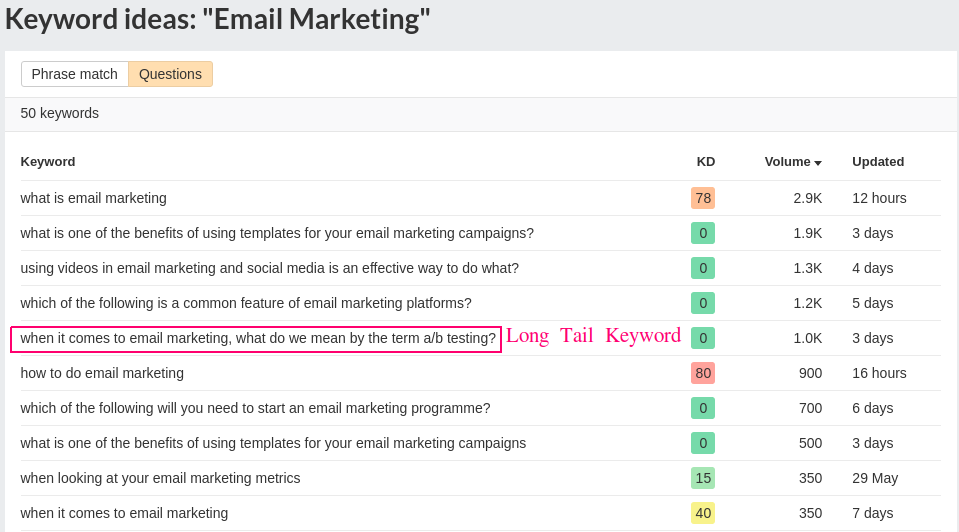 Keyword ideas: "Email Marketing"
Phrase match Questions
50 keywords
Keyword KD Volume Updated
what is email marketing 78 2.9K 12 hours
what is one of the benefits of using templates for your email marketing campaigns? 0 1.9K 3 days
using videos in email marketing and social media is an effective way to do what? 0 1.3K 4 days
which of the following is a common feature of email marketing platforms? 0 1.2K 5 days
when it comes to email marketing, what do we mean by the term a/b testing? Long Tail Keyword 0 1.0K 3 days
how to do email marketing 80 900 16 hours
which of the following will you need to start an email marketing programme? 0 700 6 days
what is one of the benefits of using templates for your email marketing campaigns 0 500 3 days
when looking at your email marketing metrics 15 350 29 May
when it comes to email marketing 40 350 7 days